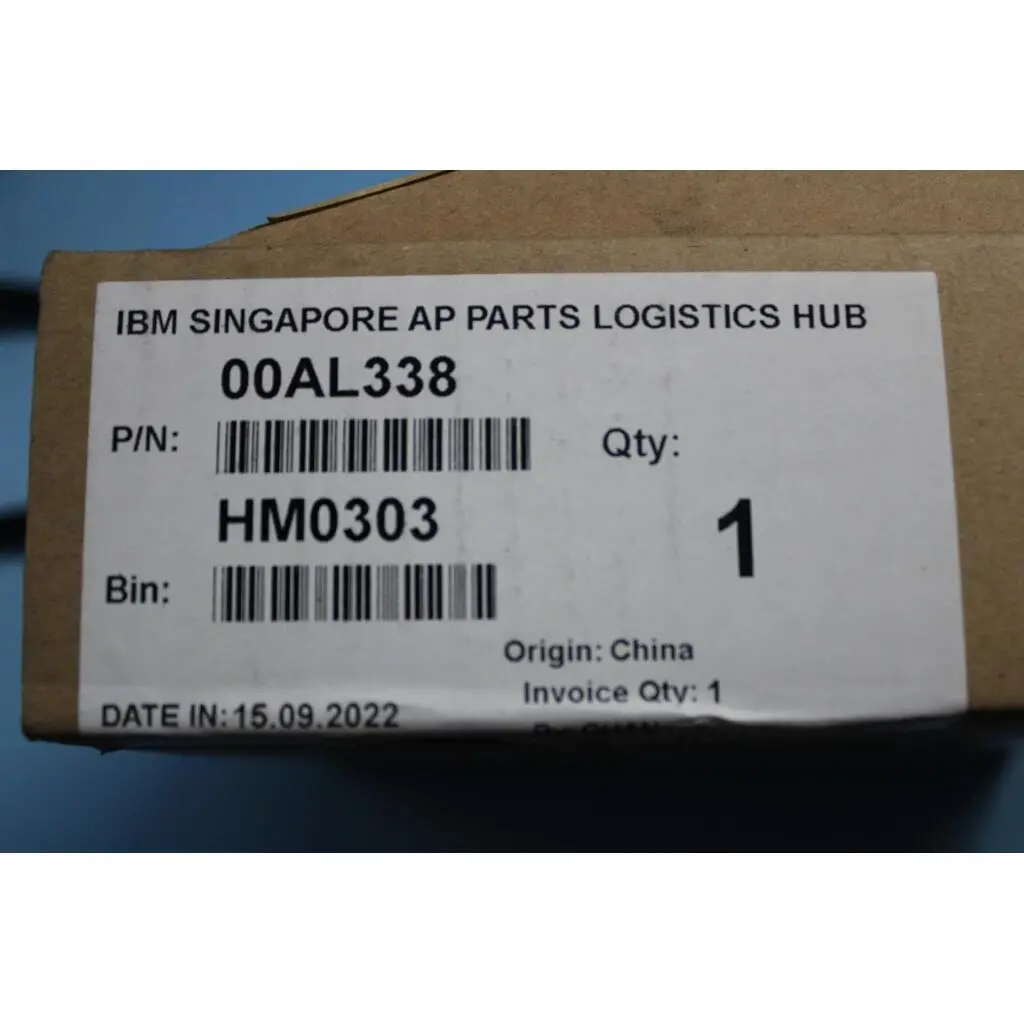 IBM SINGAPORE AP PARTS LOGISTICS HUB
00AL338
P/N:
Qty:
HM0303
1
Bin:
Origin: China
Invoice Qty: 1
DATE IN: 15.09.2022